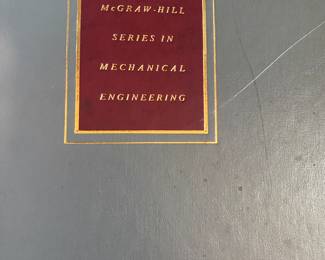 McGRAW-HILL
SERIES IN
MECHANICAL
ENGINEERING